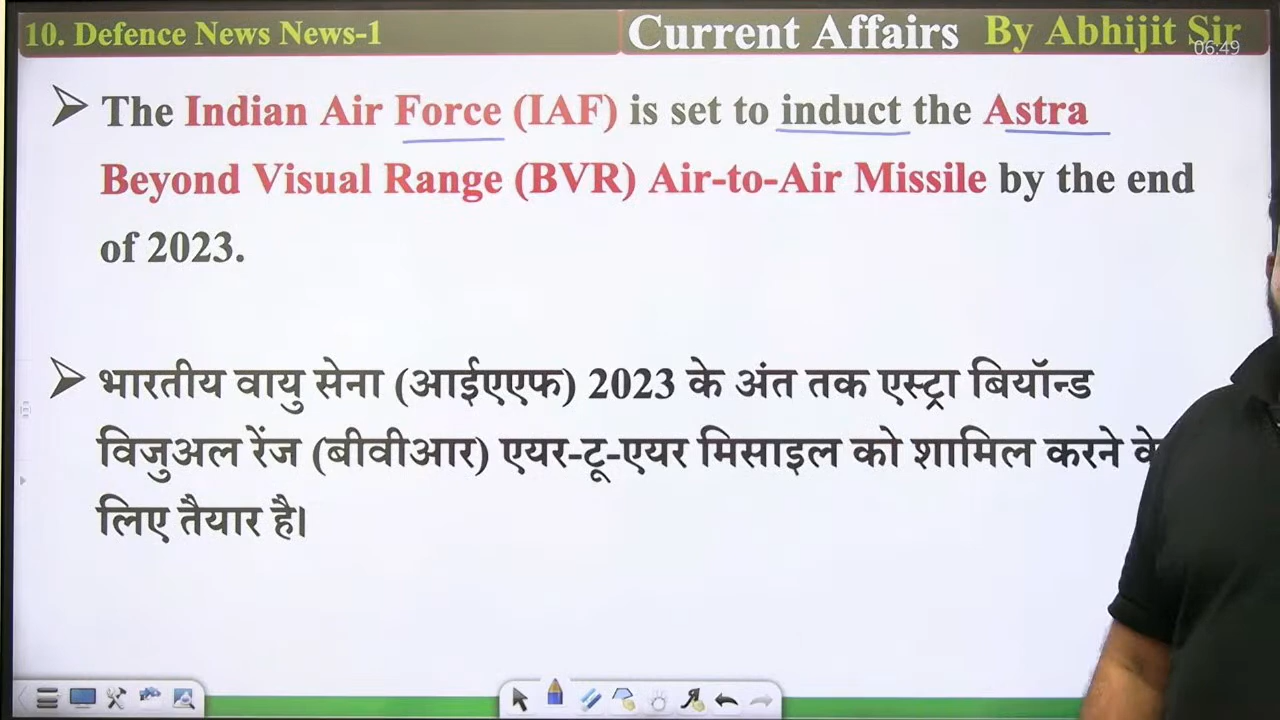 10. Defence News News-1
Current Affairs By Abhijit Sir
06:49
The Indian Air Force (IAF) is set to induct the Astra
Beyond Visual Range (BVR) Air-to-Air Missile by the end
of 2023.
भारतीय वायु सेना (आईएएफ) 2023 के अंत तक एस्ट्रा बियॉन्ड
विजुअल रेंज (बीवीआर) एयर-टू-एयर मिसाइल को शामिल करने के
लिए तैयार है।